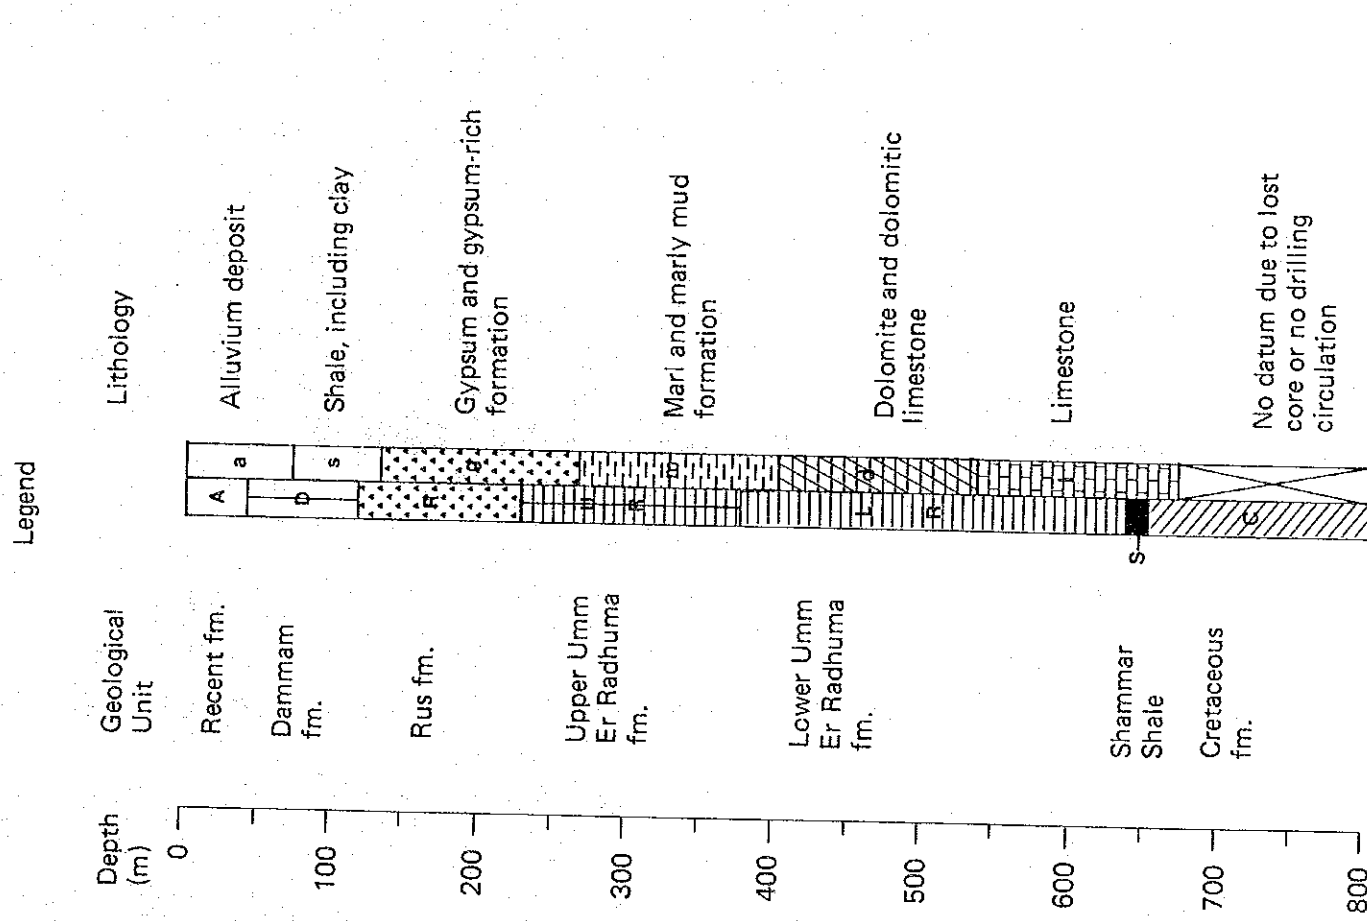 Legend
Depth
(m)
Geological
Unit
Lithology
0
100
200
300
400
500
600
700
800
Recent fm.
Dammam
fm.
Rus fm.
Upper Umm
Er Radhuma
fm.
Lower Umm
Er Radhuma
fm.
Shammar
Shale
Cretaceous
fm.
A
D
R
U
R
L
R
S
C
a
s
g
m
d
l
Alluvium deposit
Shale, including clay
Gypsum and gypsum-rich
formation
Marl and marly mud
formation
Dolomite and dolomitic
limestone
Limestone
No datum due to lost
core or no drilling
circulation